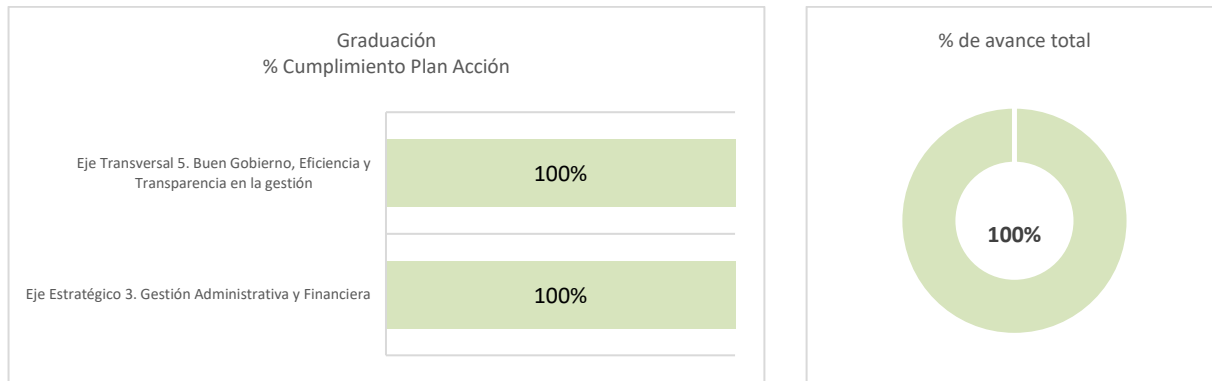 Graduación
% Cumplimiento Plan Acción
Eje Transversal 5. Buen Gobierno, Eficiencia y
Transparencia en la gestión
100%
Eje Estratégico 3. Gestión Administrativa y Financiera
100%
% de avance total
100%